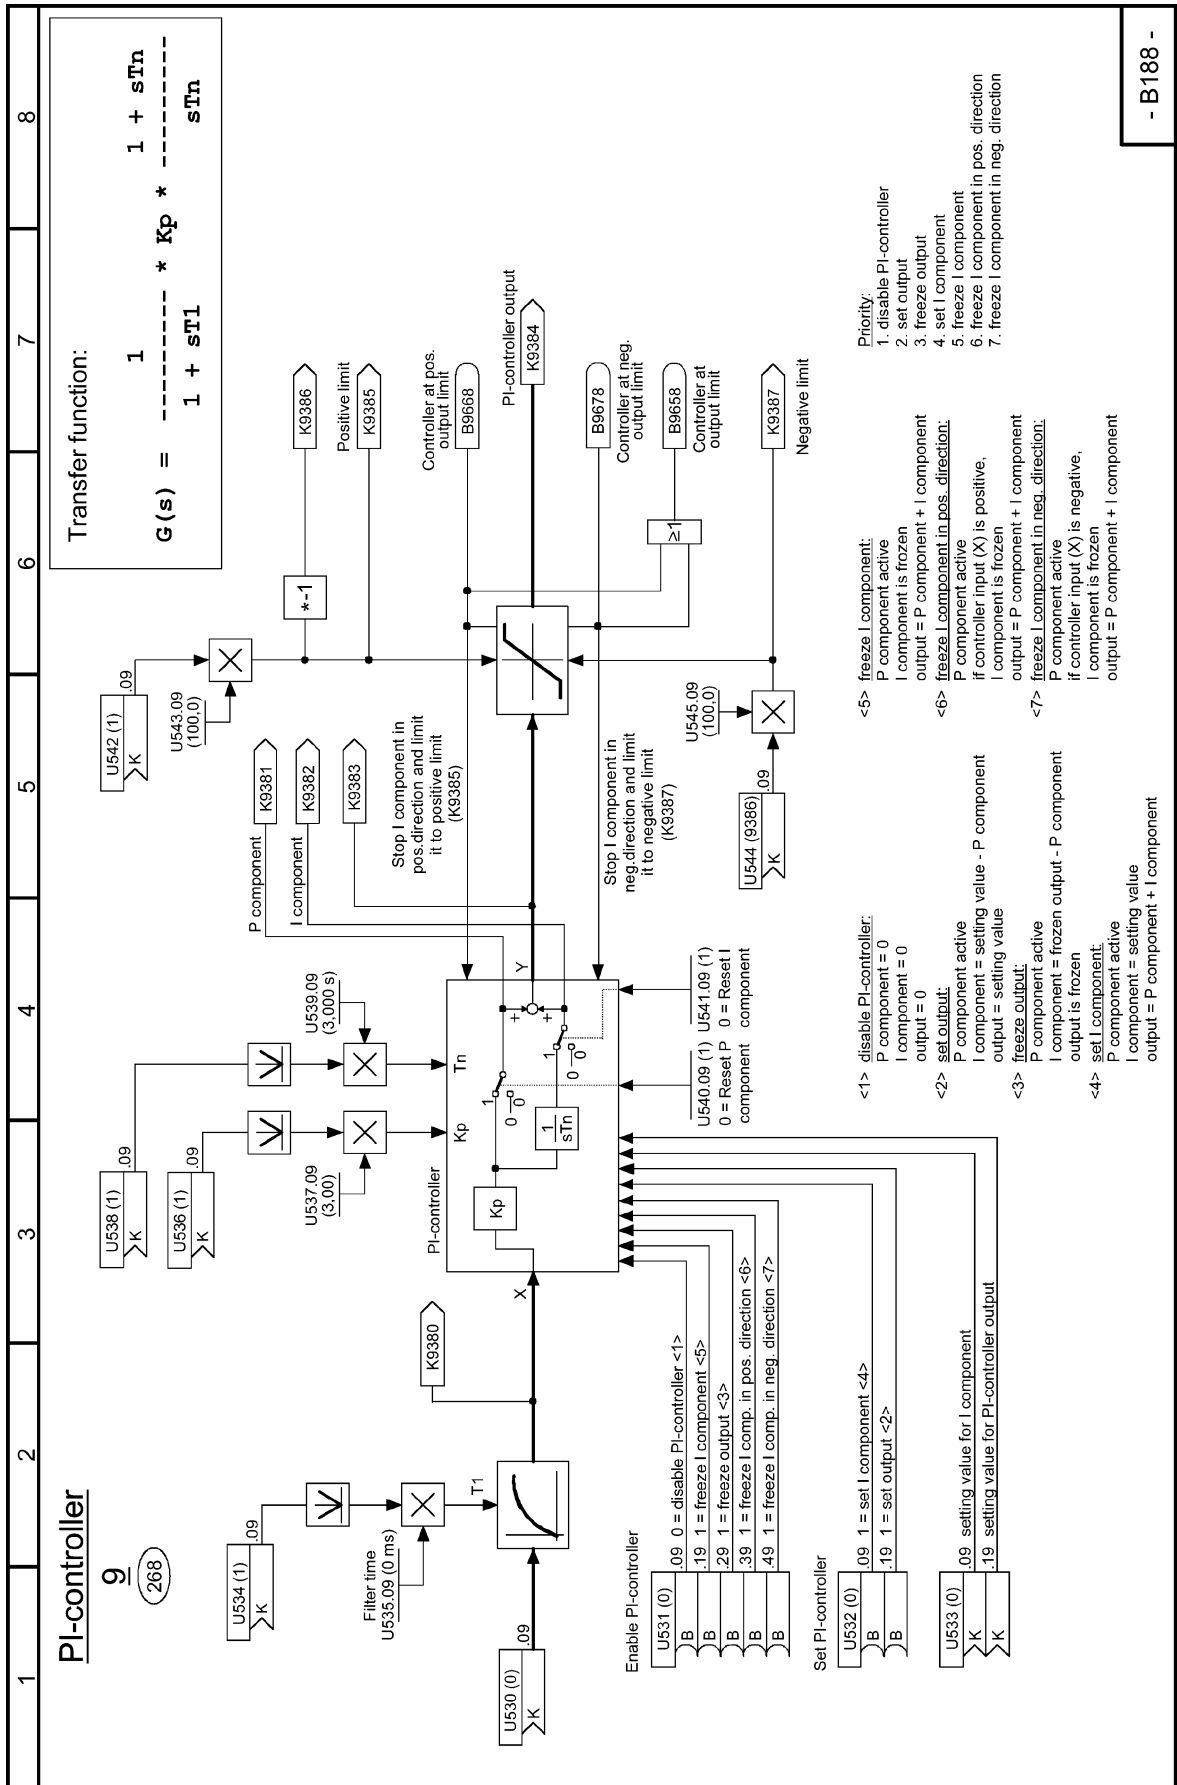 1 2 3 4 5 6 7 8
PI-controller
9
268
Transfer function:
1 1 + sTn
G(s) = -------- * Kp * ---------
1 + sT1 sTn
U534 (1)
.09
K
Filter time
U535.09 (0 ms)
T1
U530 (0)
.09
K
K9380
X
U538 (1)
.09
K
U536 (1)
.09
K
U537.09
(3,00)
U539.09
(3,000 s)
PI-controller
Kp
Tn
Kp
1
sTn
1
0
0
1
0
0
+
+
Y
P component
I component
K9381
K9382
K9383
U542 (1)
.09
K
U543.09
(100,0)
*-1
K9386
Positive limit
K9385
Stop I component in
pos.direction and limit
it to positive limit
(K9385)
Controller at pos.
output limit
B9668
PI-controller output
K9384
B9678
Controller at neg.
output limit
B9658
Controller at
output limit
≥1
K9387
Negative limit
Stop I component in
neg.direction and limit
it to negative limit
(K9387)
U545.09
(100,0)
U544 (9386)
.09
K
U540.09 (1)
0 = Reset P
component
U541.09 (1)
0 = Reset I
component
Enable PI-controller
U531 (0)
B .09 0 = disable PI-controller <1>
B .19 1 = freeze I component <5>
B .29 1 = freeze output <3>
B .39 1 = freeze I comp. in pos. direction <6>
B .49 1 = freeze I comp. in neg. direction <7>
Set PI-controller
U532 (0)
B .09 1 = set I component <4>
B .19 1 = set output <2>
U533 (0)
K .09 setting value for I component
K .19 setting value for PI-controller output
<1> disable PI-controller:
P component = 0
I component = 0
output = 0
<2> set output:
P component active
I component = setting value - P component
output = setting value
<3> freeze output:
P component active
I component = frozen output - P component
output is frozen
<4> set I component:
P component active
I component = setting value
output = P component + I component
<5> freeze I component:
P component active
I component is frozen
output = P component + I component
<6> freeze I component in pos. direction:
P component active
if controller input (X) is positive,
I component is frozen
output = P component + I component
<7> freeze I component in neg. direction:
P component active
if controller input (X) is negative,
I component is frozen
output = P component + I component
Priority:
1. disable PI-controller
2. set output
3. freeze output
4. set I component
5. freeze I component
6. freeze I component in pos. direction
7. freeze I component in neg. direction
- B188 -